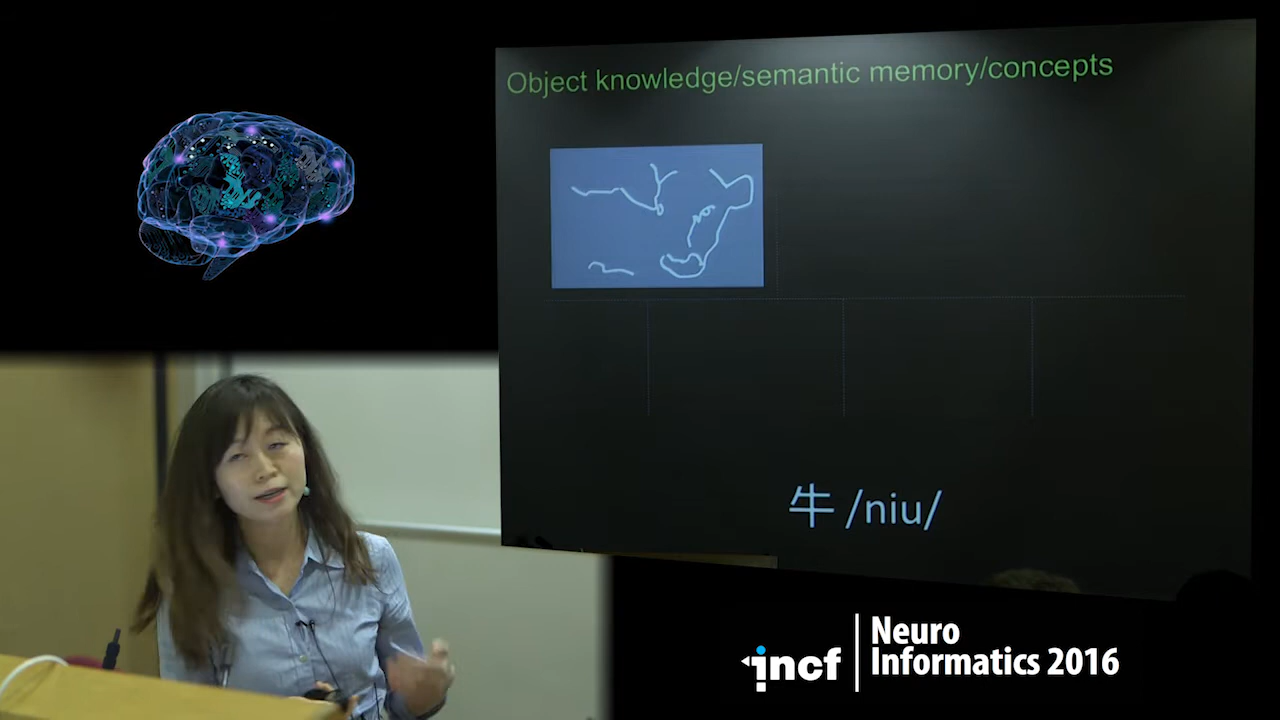 Object knowledge/semantic memory/concepts
牛 /niu/
incf
Neuro
Informatics 2016